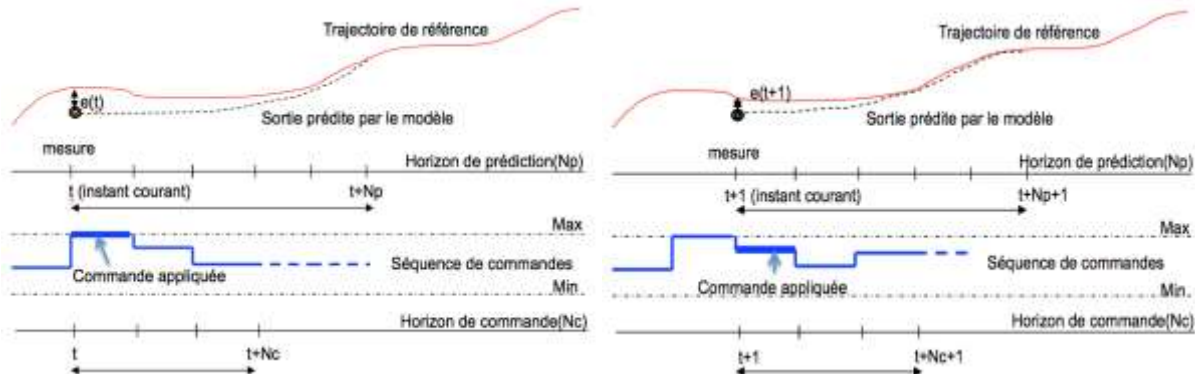 Trajectoire de référence
e(t)
Sortie prédite par le modèle
mesure
Horizon de prédiction(Np)
t (instant courant)
t+Np
Max
Commande appliquée
Séquence de commandes
Min
Horizon de commande(Nc)
t
t+Nc
Trajectoire de référence
e(t+1)
Sortie prédite par le modèle
mesure
Horizon de prédiction(Np)
t+1 (instant courant)
t+Np+1
Max
Séquence de commandes
Commande appliquée
Min
Horizon de commande(Nc)
t+1
t+Nc+1